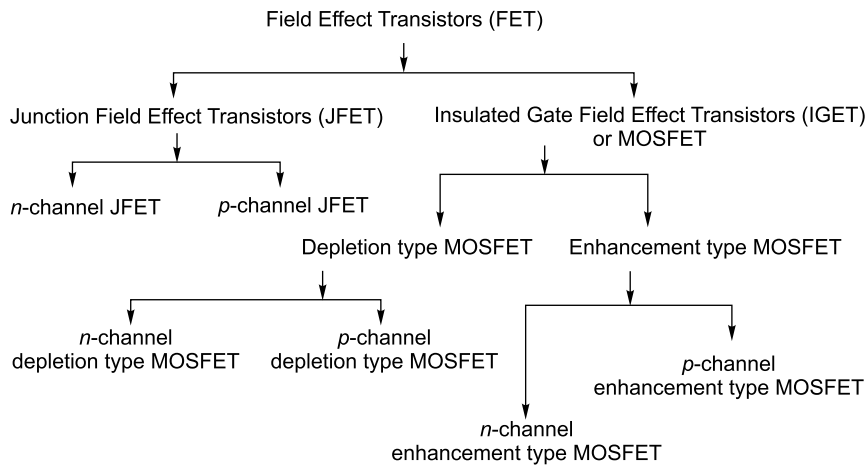 Field Effect Transistors (FET)
Junction Field Effect Transistors (JFET)
Insulated Gate Field Effect Transistors (IGET)
or MOSFET
n-channel JFET
p-channel JFET
Depletion type MOSFET
Enhancement type MOSFET
n-channel
depletion type MOSFET
p-channel
depletion type MOSFET
p-channel
enhancement type MOSFET
n-channel
enhancement type MOSFET